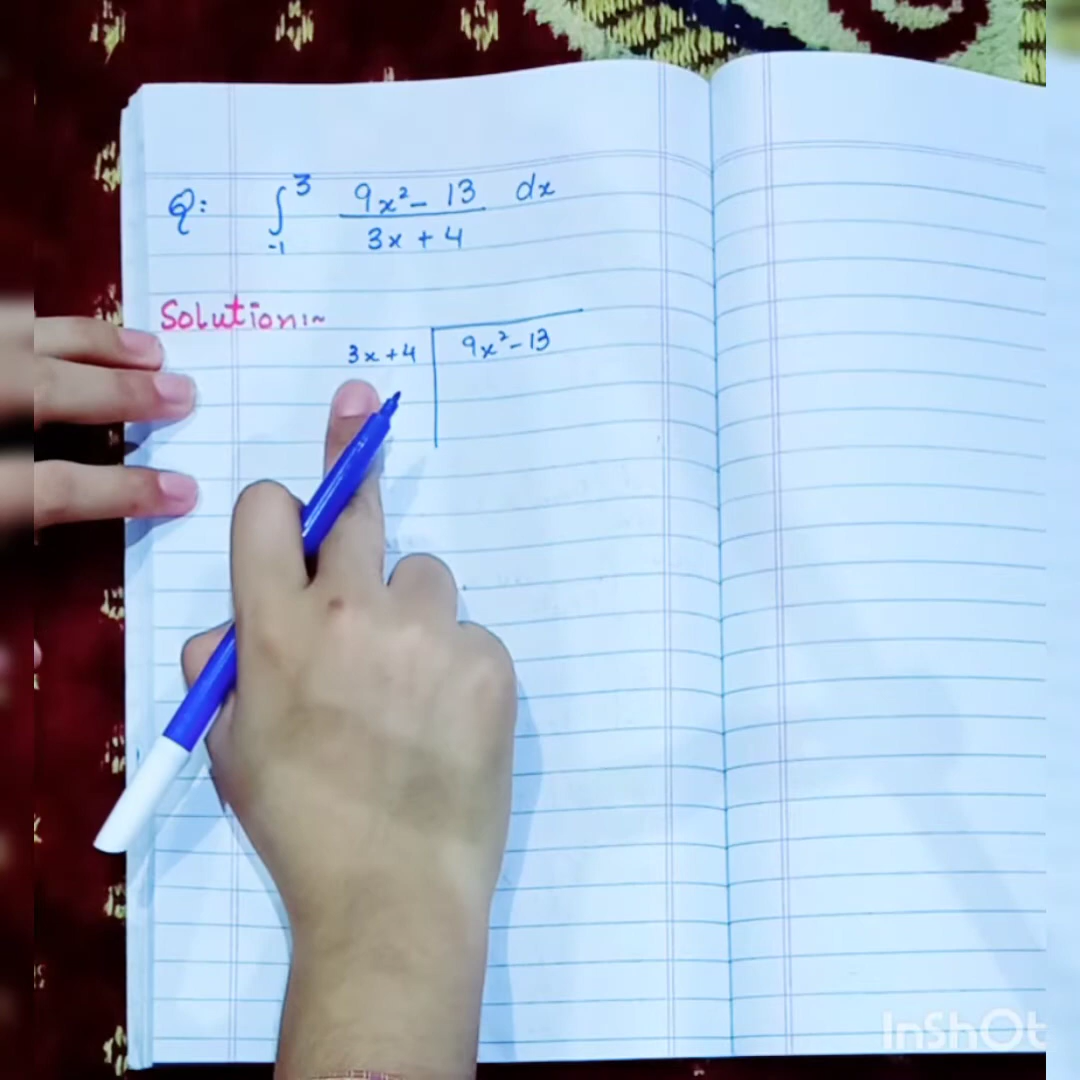 Q: ∫₋₁³ (9x² - 13)/(3x + 4) dx
Solution:~
3x + 4 | 9x² - 13
InShOt